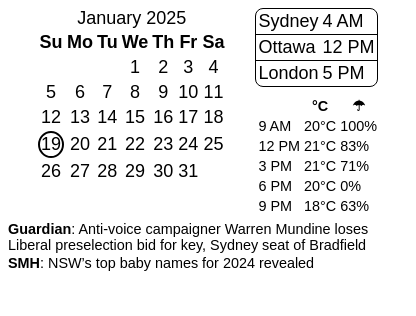 January 2025
Su Mo Tu We Th Fr Sa
1 2 3 4
5 6 7 8 9 10 11
12 13 14 15 16 17 18
19 20 21 22 23 24 25
26 27 28 29 30 31
Sydney 4 AM
Ottawa 12 PM
London 5 PM
°C ☂
9 AM 20°C 100%
12 PM 21°C 83%
3 PM 21°C 71%
6 PM 20°C 0%
9 PM 18°C 63%
Guardian: Anti-voice campaigner Warren Mundine loses
Liberal preselection bid for key, Sydney seat of Bradfield
SMH: NSW's top baby names for 2024 revealed